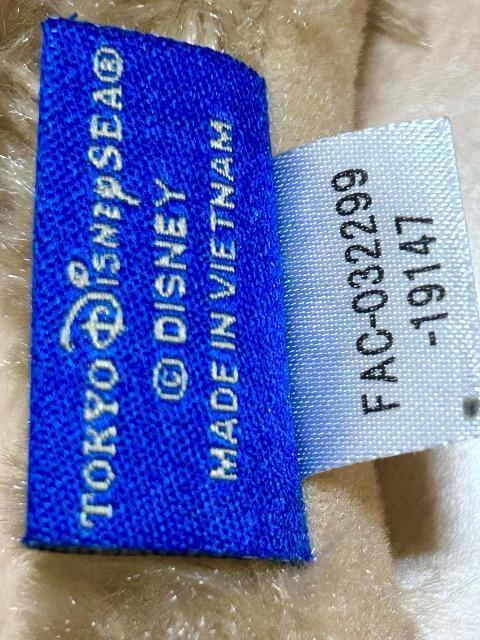 TOKYO DISNEYSEA®
© DISNEY
MADE IN VIETNAM
FAC-032299
-19147